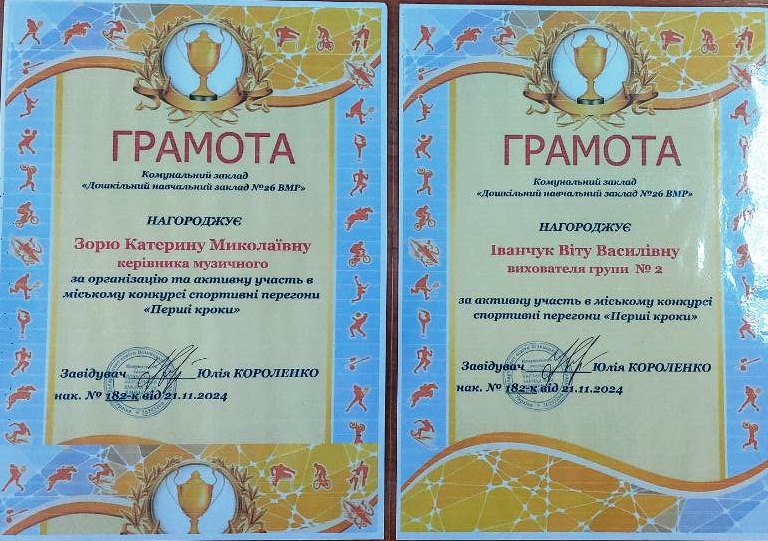 ГРАМОТА
Комунальний заклад
«Дошкільний навчальний заклад №26 ВМР»
НАГОРОДЖУЄ
Зорю Катерину Миколаївну
керівника музичного
за організацію та активну участь в
міському конкурсі спортивні перегони
«Перші кроки»
Завідувач Юлія КОРОЛЕНКО
нак. № 182-к від 21.11.2024
ГРАМОТА
Комунальний заклад
«Дошкільний навчальний заклад №26 ВМР»
НАГОРОДЖУЄ
Іванчук Віту Василівну
вихователя групи № 2
за активну участь в міському конкурсі
спортивні перегони «Перші кроки»
Завідувач Юлія КОРОЛЕНКО
нак. № 182-к від 21.11.2024